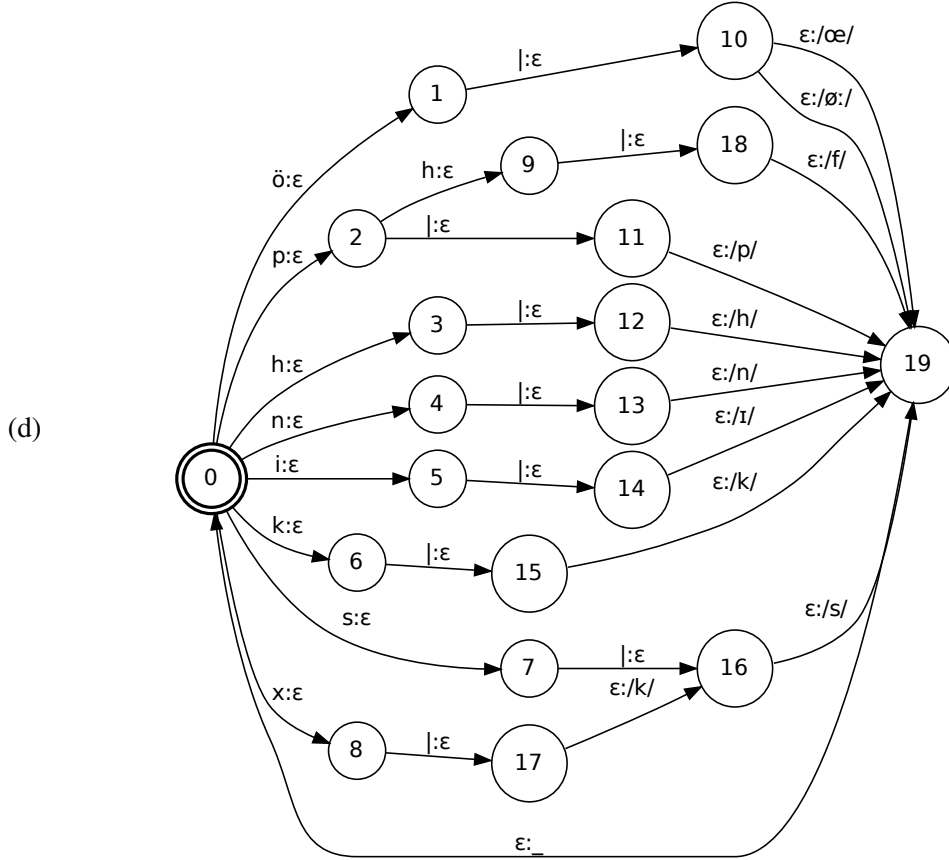 10
ε:/œ/
|:ε
1
ε:/øː/
18
|:ε
ε:/f/
9
h:ε
ö:ε
2
|:ε
11
p:ε
ε:/p/
3
|:ε
12
ε:/h/
h:ε
19
ε:/n/
4
|:ε
13
n:ε
ε:/ɪ/
(d)
0
i:ε
5
|:ε
14
ε:/k/
k:ε
6
|:ε
15
s:ε
ε:/s/
7
|:ε
16
ε:/k/
x:ε
8
|:ε
17
ε:_